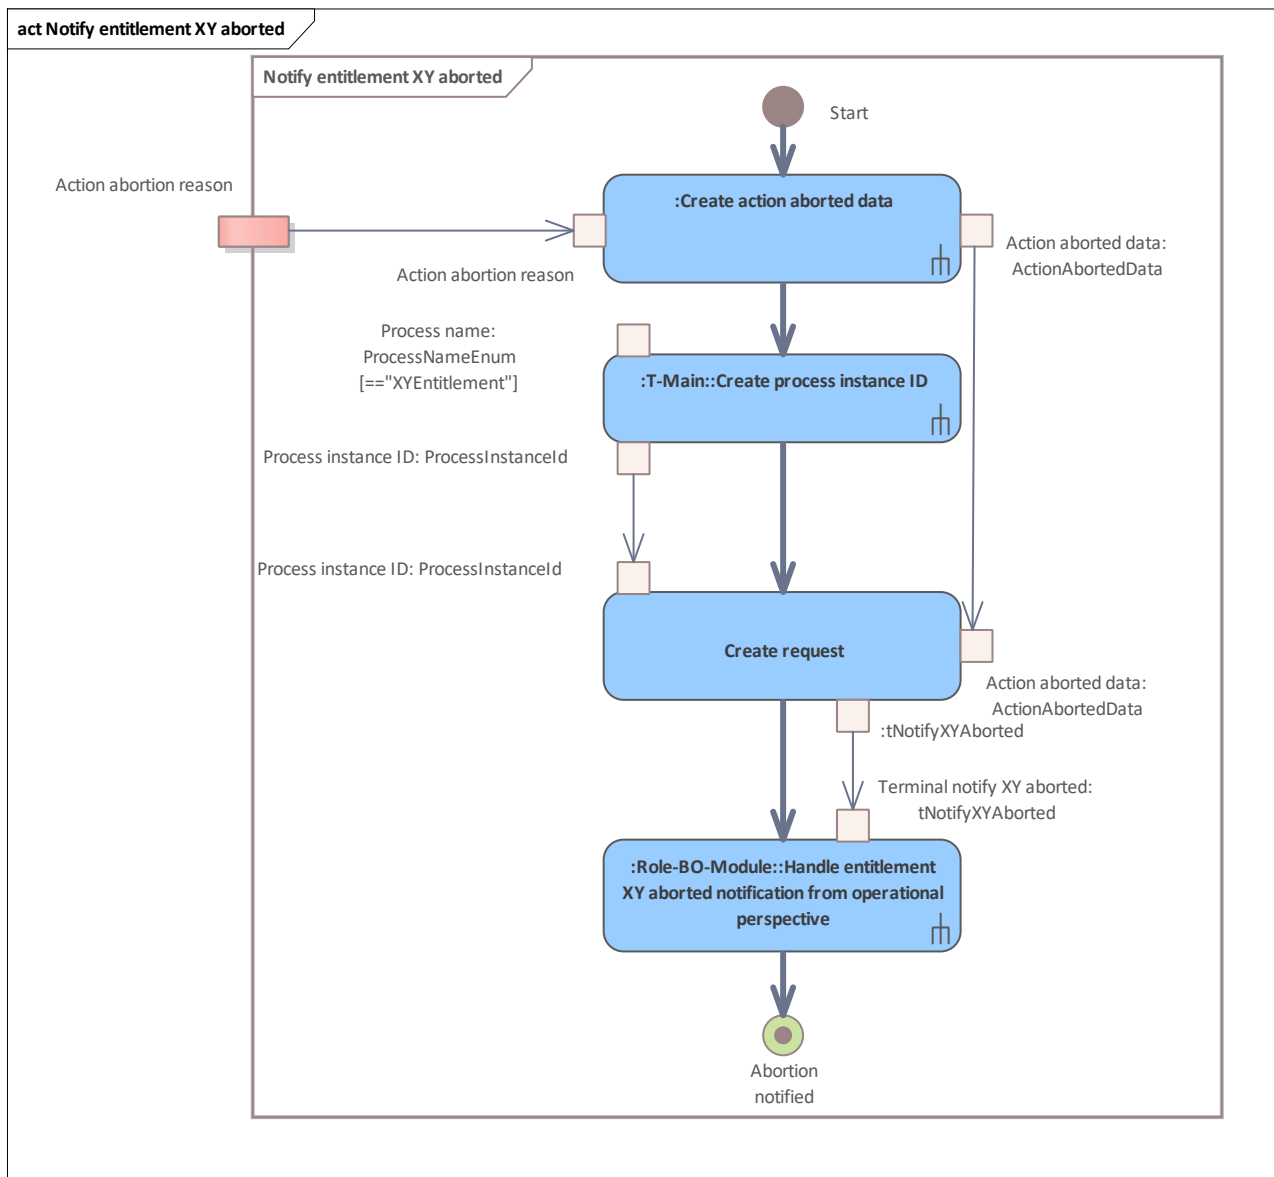 act Notify entitlement XY aborted
Notify entitlement XY aborted
Start
Action abortion reason
:Create action aborted data
Action aborted data:
ActionAbortedData
Action abortion reason
Process name:
ProcessNameEnum
[=="XYEntitlement"]
:T-Main::Create process instance ID
Process instance ID: ProcessInstanceId
Process instance ID: ProcessInstanceId
Create request
Action aborted data:
ActionAbortedData
:tNotifyXYAborted
Terminal notify XY aborted:
tNotifyXYAborted
:Role-BO-Module::Handle entitlement
XY aborted notification from operational
perspective
Abortion
notified